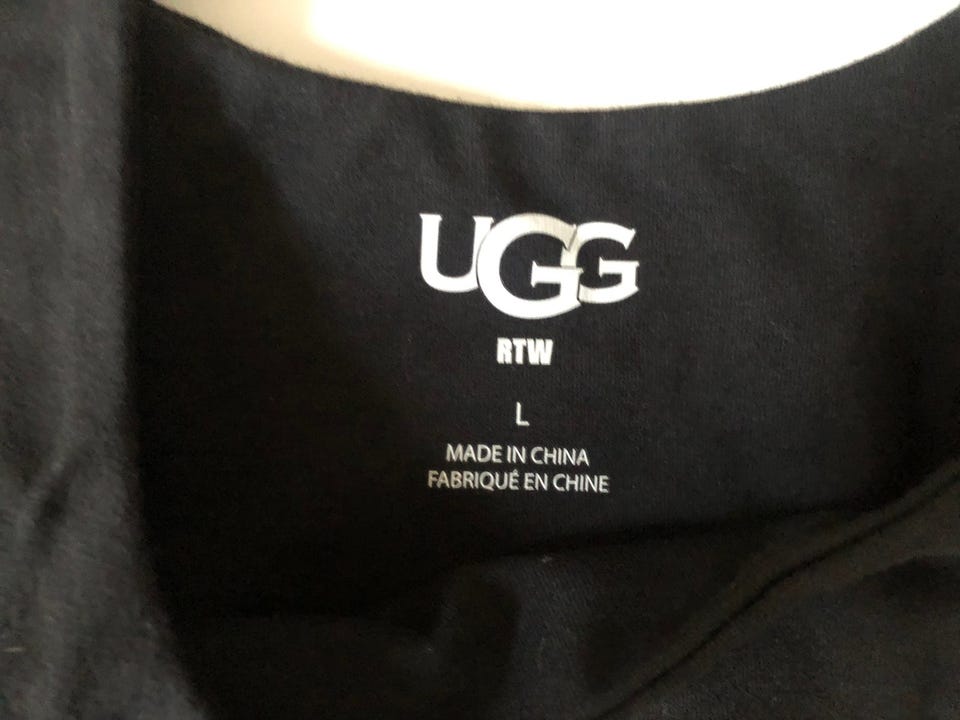 UGG
RTW
L
MADE IN CHINA
FABRIQUÉ EN CHINE